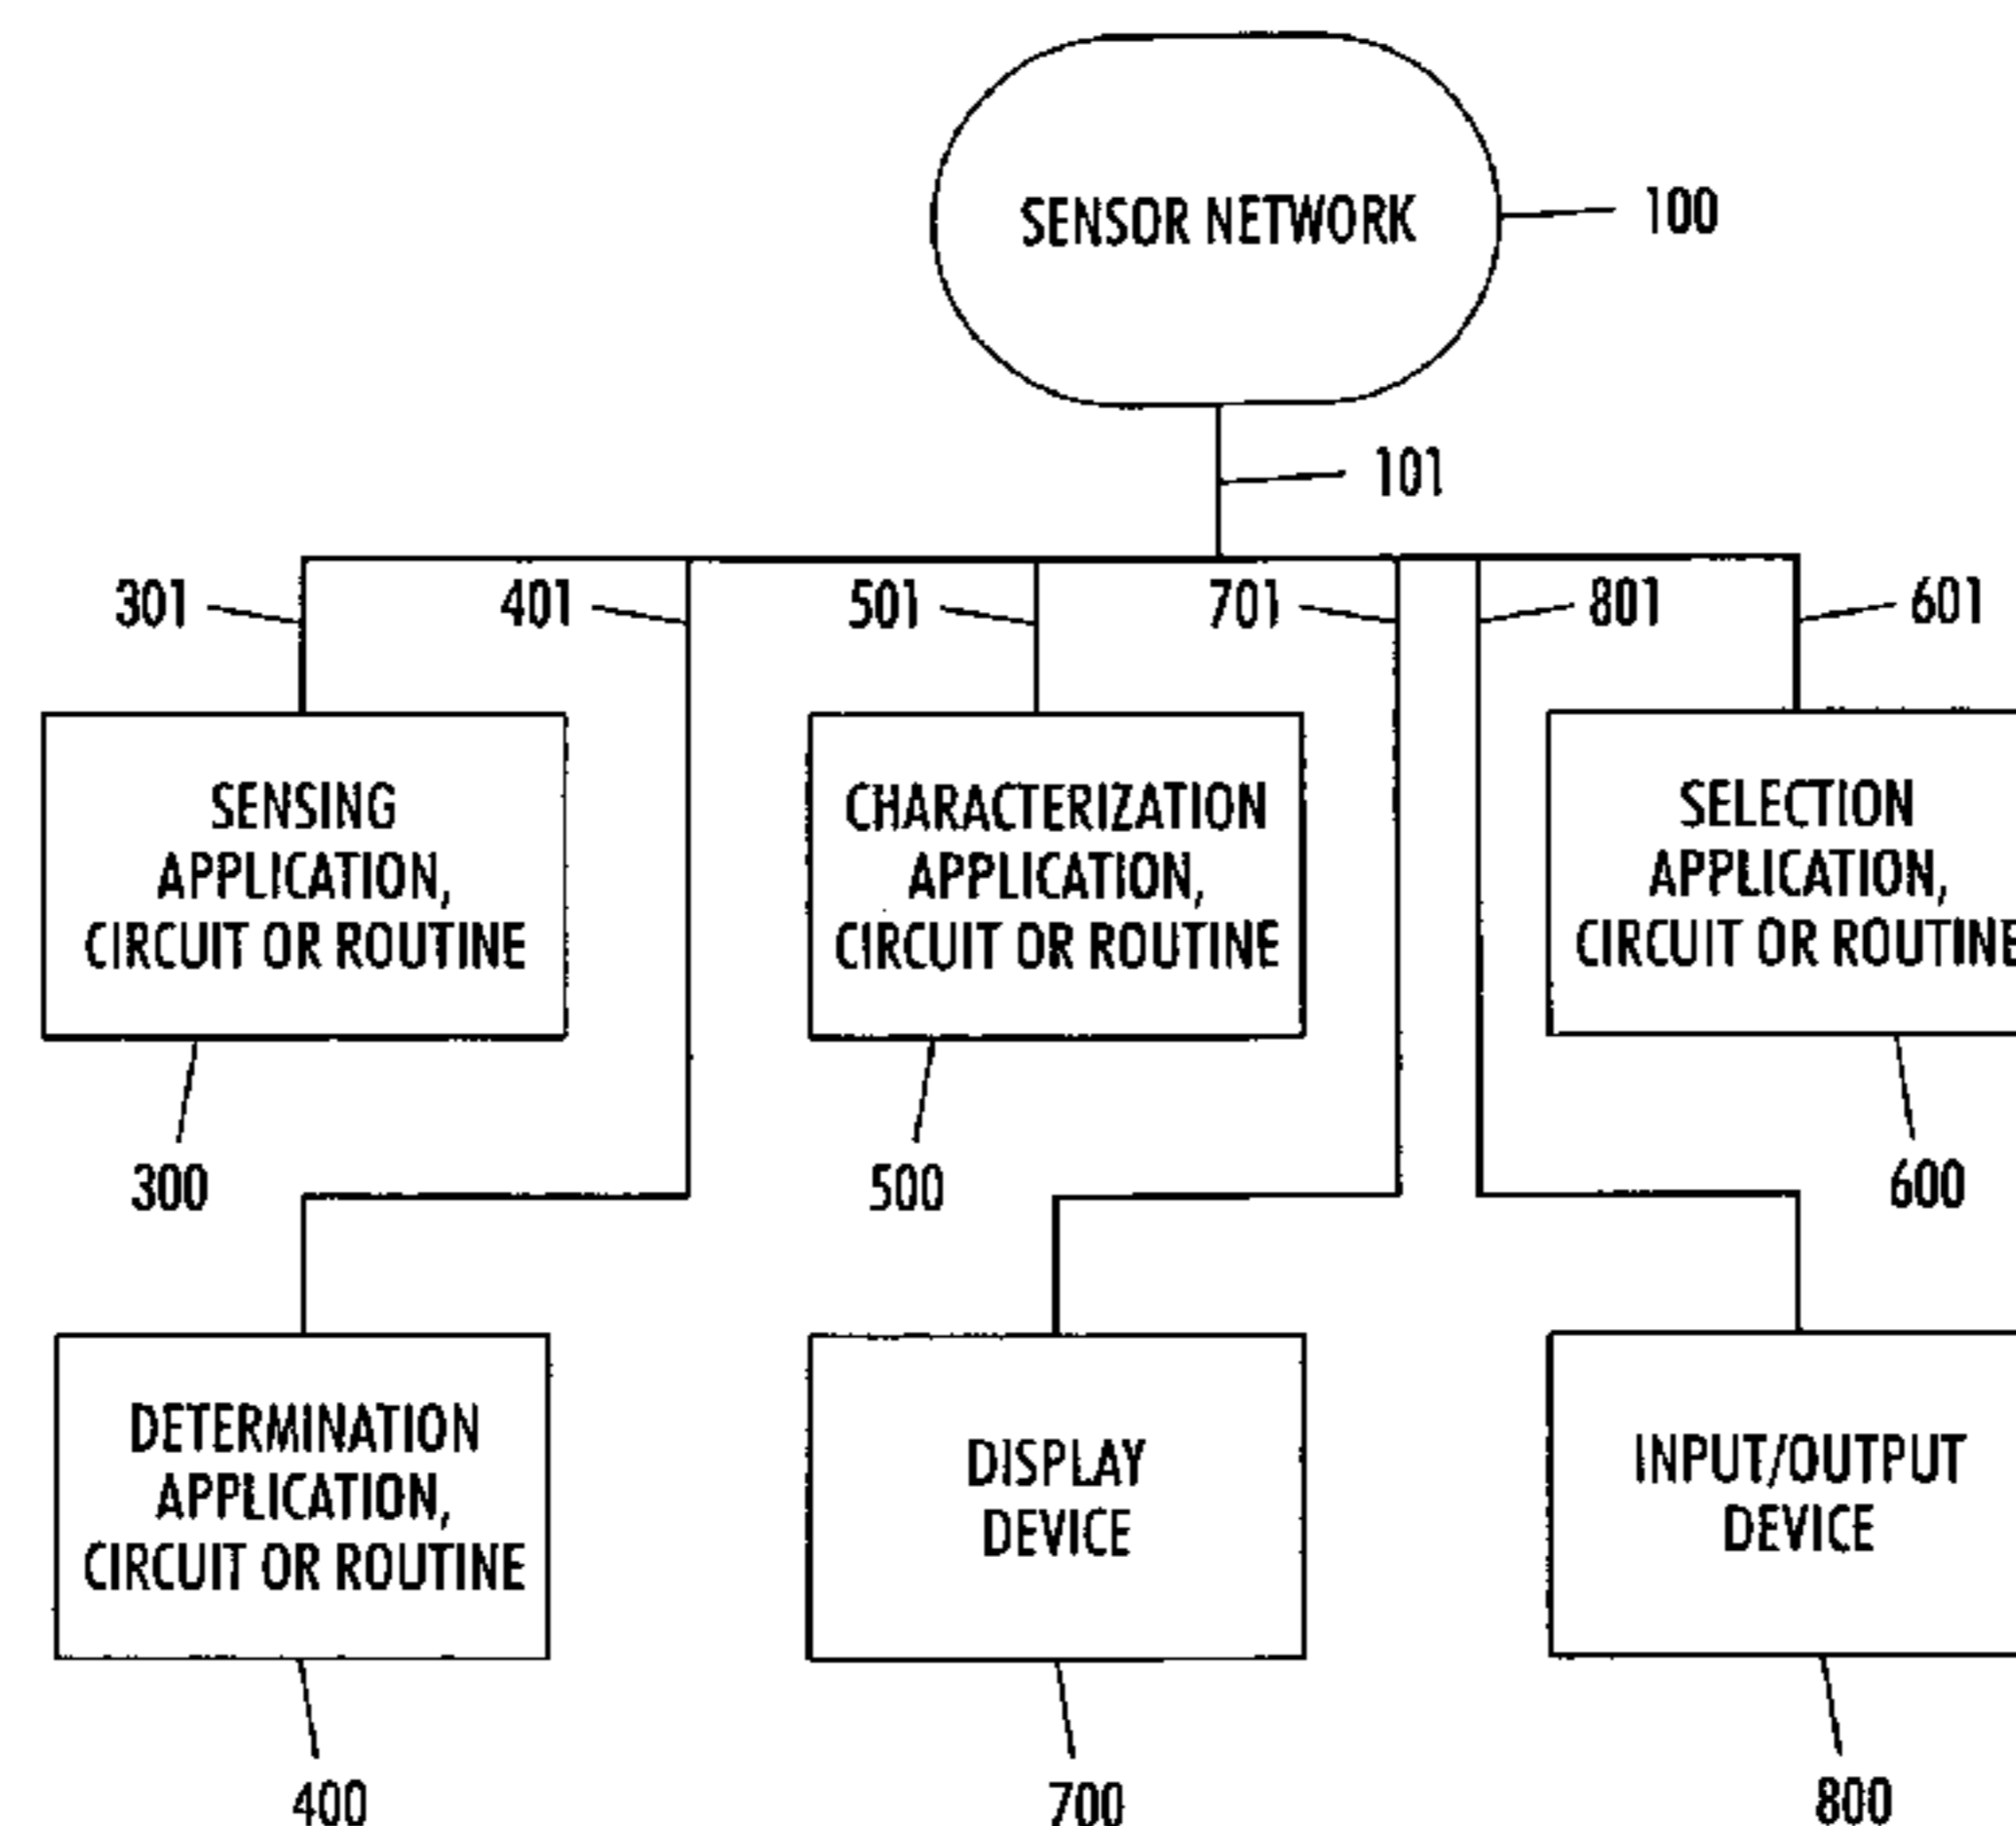 SENSOR NETWORK
100
101
301
401
501
701
801
601
SENSING
APPLICATION,
CIRCUIT OR ROUTINE
CHARACTERIZATION
APPLICATION,
CIRCUIT OR ROUTINE
SELECTION
APPLICATION,
CIRCUIT OR ROUTINE
300
500
600
DETERMINATION
APPLICATION,
CIRCUIT OR ROUTINE
DISPLAY
DEVICE
INPUT/OUTPUT
DEVICE
400
700
800